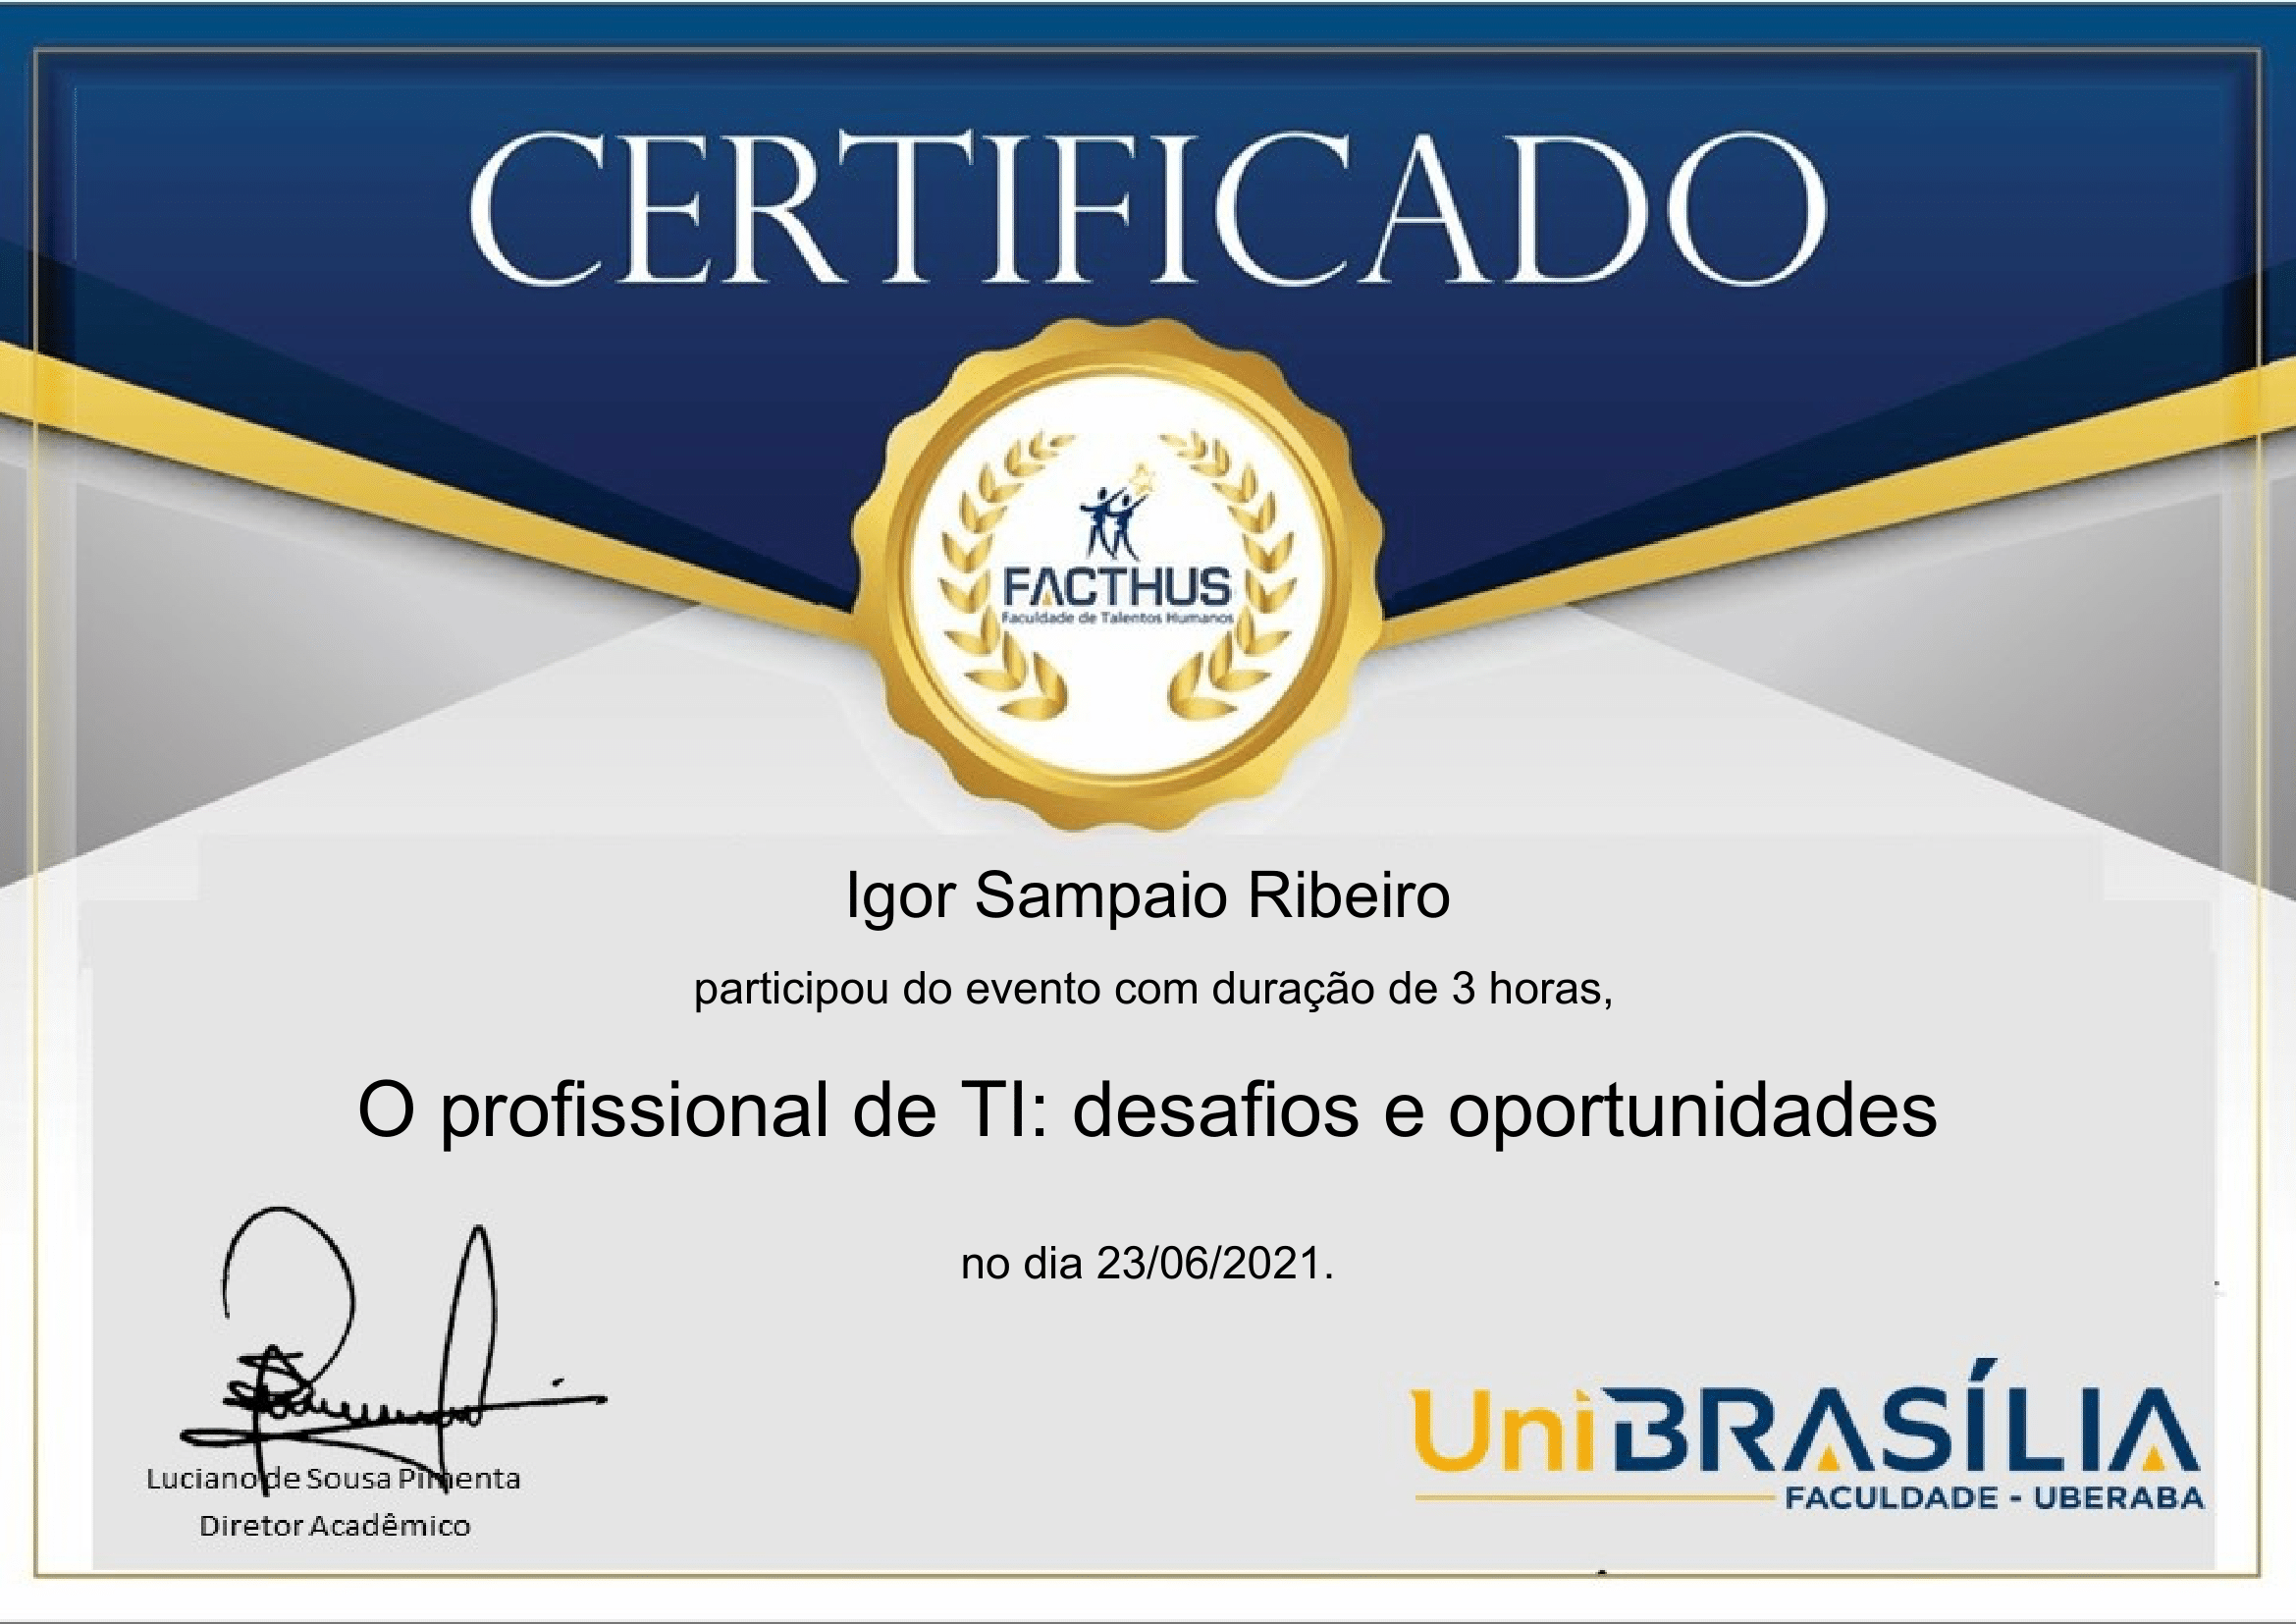 CERTIFICADO
FACTHUS
Faculdade de Talentos Humanos
Igor Sampaio Ribeiro
participou do evento com duração de 3 horas,
O profissional de TI: desafios e oportunidades
no dia 23/06/2021.
Luciano de Sousa Pimenta
Diretor Acadêmico
UniBRASÍLIA
FACULDADE - UBERABA